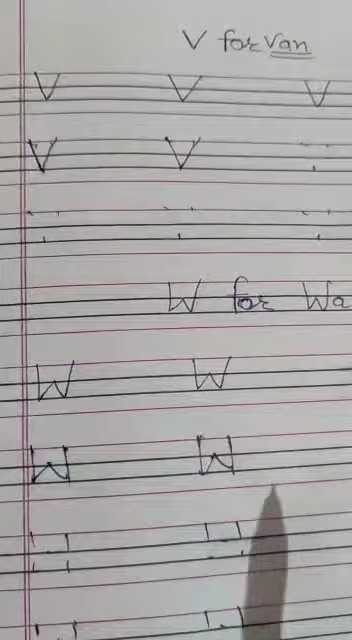 V for Van
V V V
V V
W for Wa
W W
W W